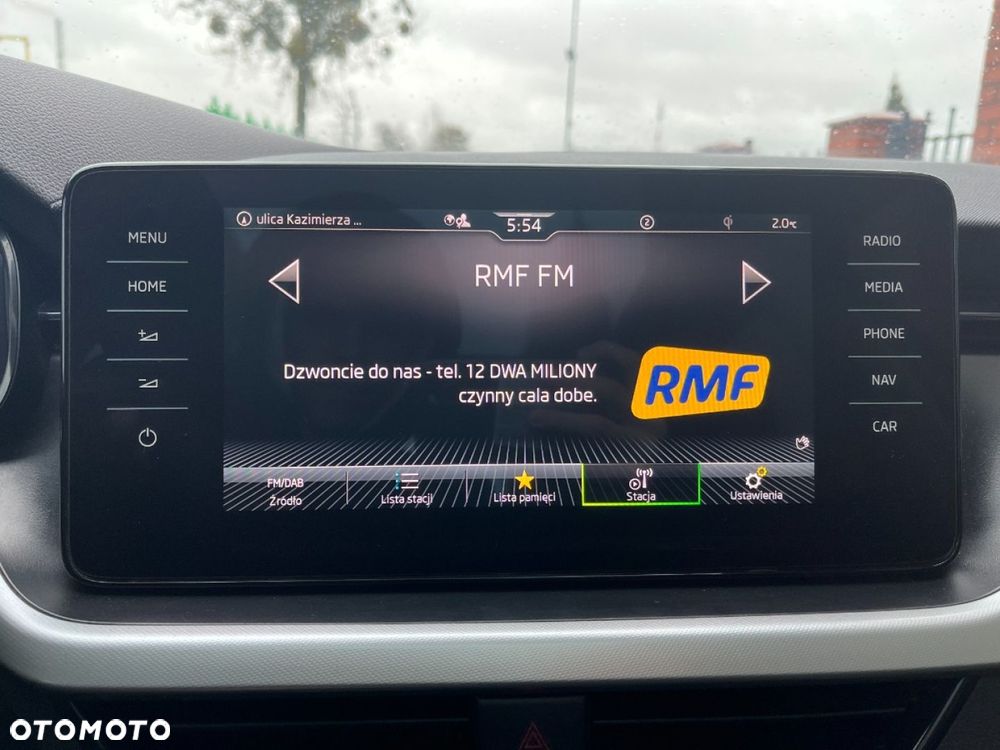 ulica Kazimierza ...
5:54
2
2.0°c
MENU
HOME
RADIO
MEDIA
PHONE
NAV
CAR
RMF FM
Dzwoncie do nas - tel. 12 DWA MILIONY
czynny cala dobe.
RMF
FM/DAB
Źródło
Lista stacji
Lista pamięci
Stacja
Ustawienia
OTOMOTO